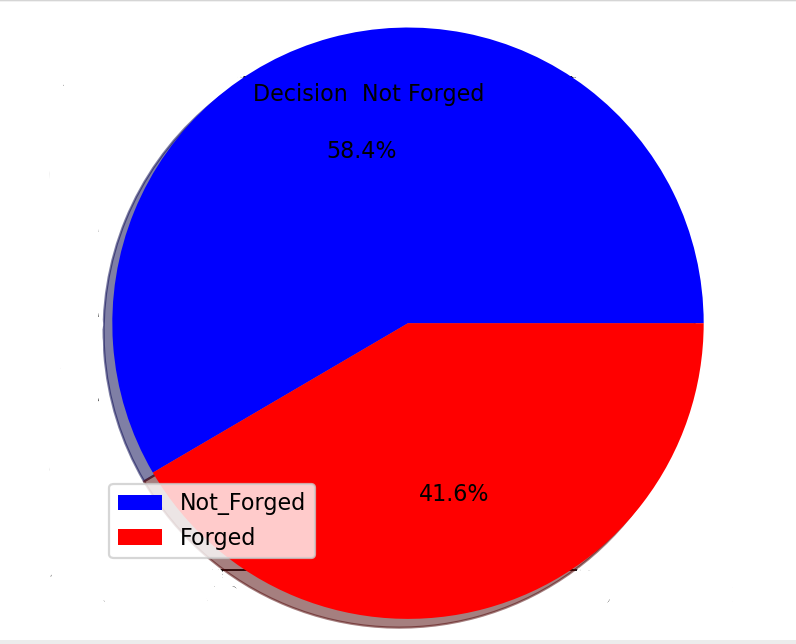 Decision  Not Forged
58.4%
41.6%
Not_Forged
Forged